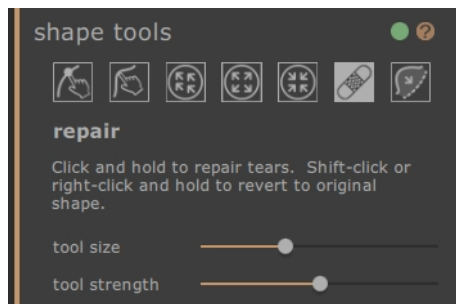 shape tools
repair
Click and hold to repair tears. Shift-click or
right-click and hold to revert to original
shape.
tool size
tool strength